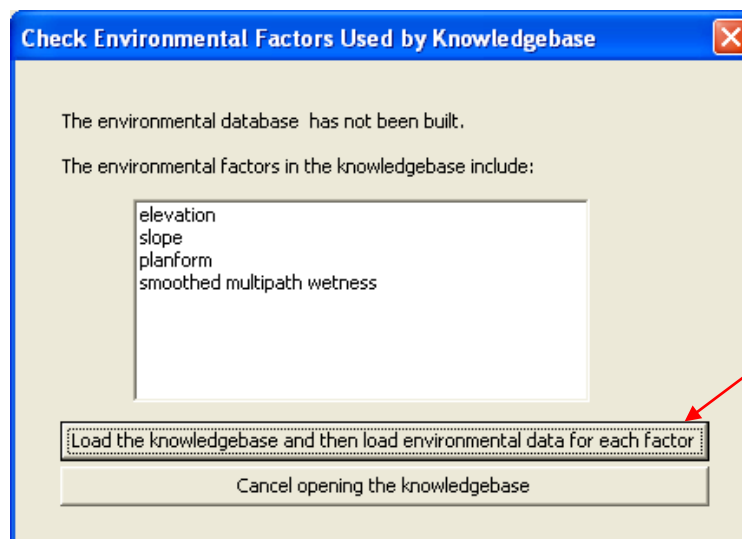 Check Environmental Factors Used by Knowledgebase
The environmental database  has not been built.
The environmental factors in the knowledgebase include:
elevation
slope
planform
smoothed multipath wetness
Load the knowledgebase and then load environmental data for each factor
Cancel opening the knowledgebase